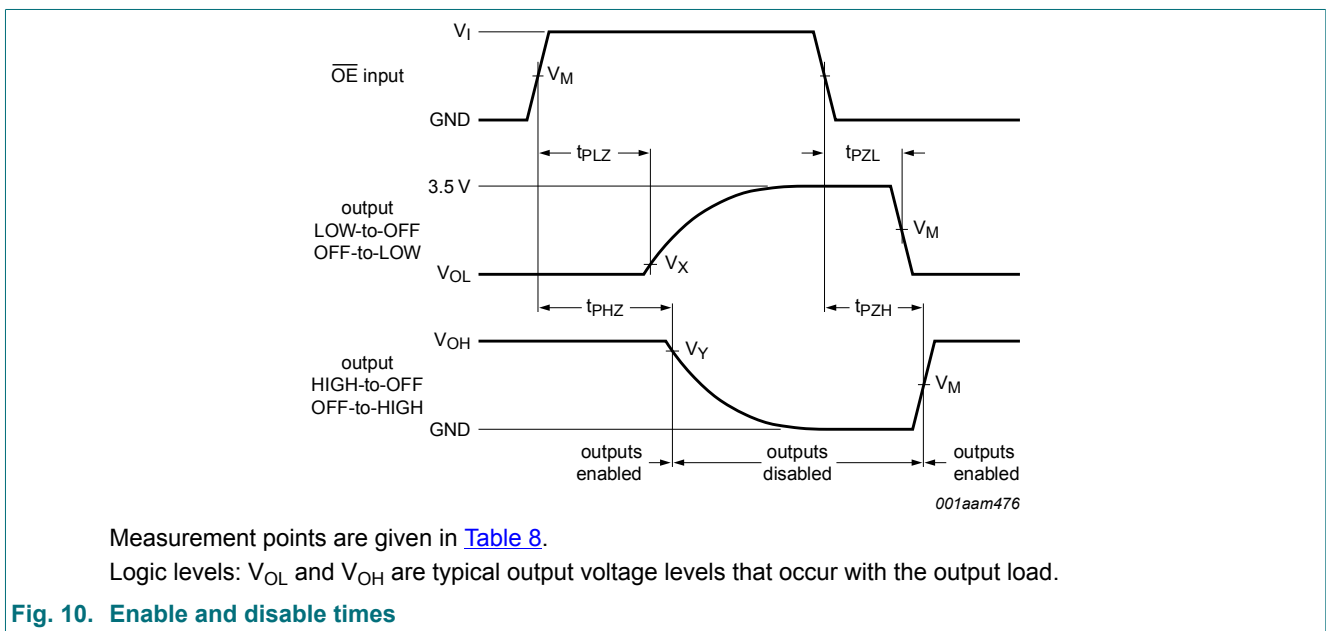 V_I
OE input
V_M
GND
t_PLZ
t_PZL
3.5 V
output
LOW-to-OFF
OFF-to-LOW
V_M
V_X
V_OL
t_PHZ
t_PZH
V_OH
V_Y
output
HIGH-to-OFF
OFF-to-HIGH
V_M
GND
outputs
enabled
outputs
disabled
outputs
enabled
001aam476
Measurement points are given in Table 8.
Logic levels: V_OL and V_OH are typical output voltage levels that occur with the output load.
Fig. 10. Enable and disable times